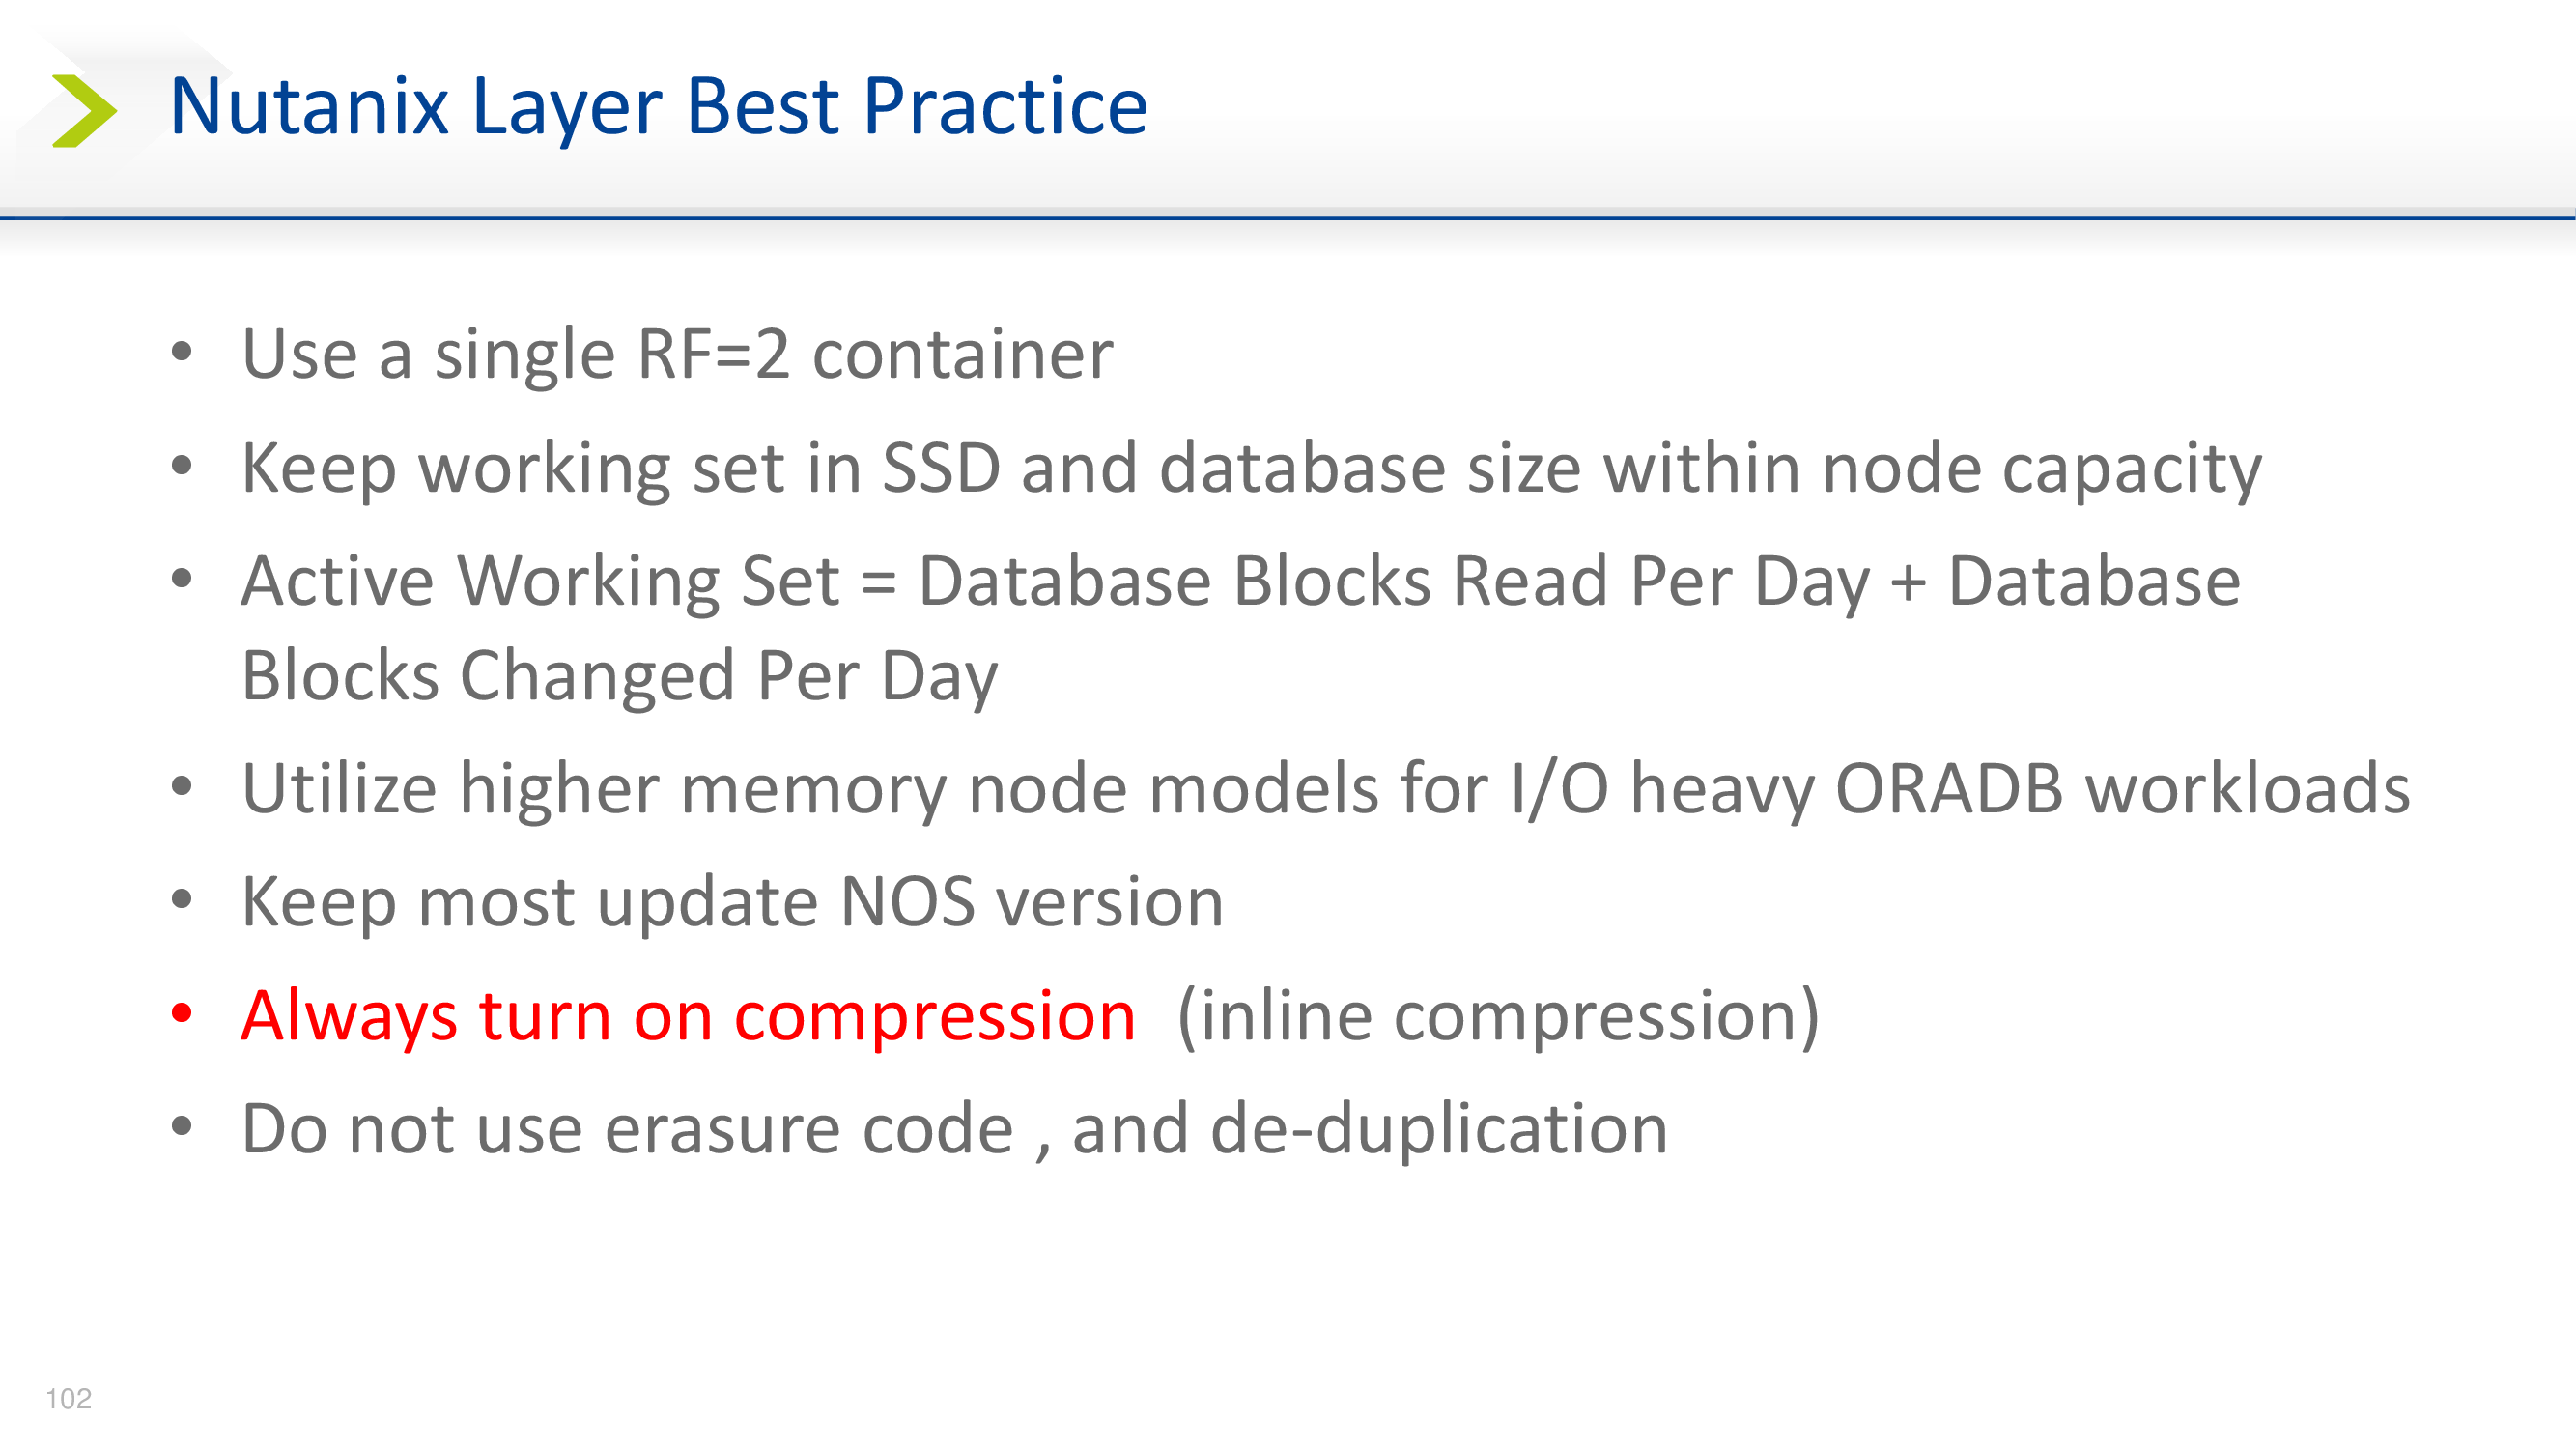 Nutanix Layer Best Practice
• Use a single RF=2 container
• Keep working set in SSD and database size within node capacity
• Active Working Set = Database Blocks Read Per Day + Database
Blocks Changed Per Day
• Utilize higher memory node models for I/O heavy ORADB workloads
• Keep most update NOS version
• Always turn on compression  (inline compression)
• Do not use erasure code , and de-duplication
102